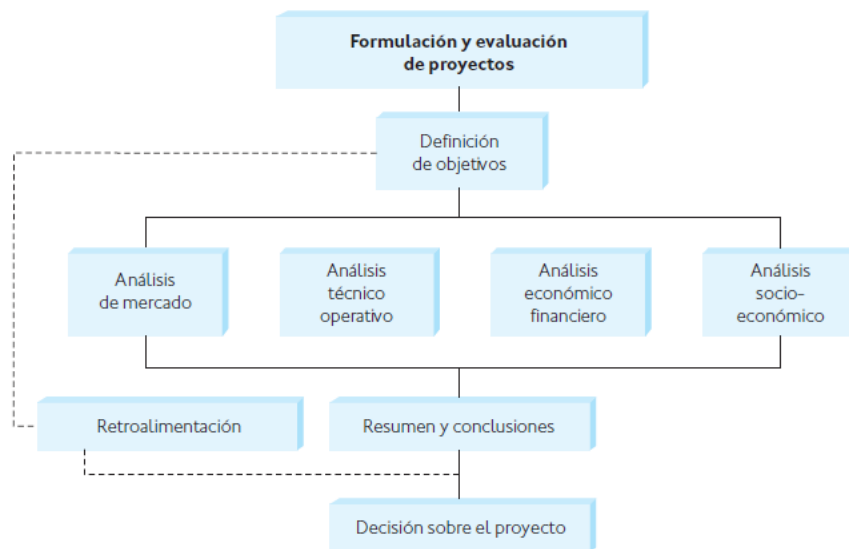 Formulación y evaluación
de proyectos
Definición
de objetivos
Análisis
de mercado
Análisis
técnico
operativo
Análisis
económico
financiero
Análisis
socio-
económico
Retroalimentación
Resumen y conclusiones
Decisión sobre el proyecto